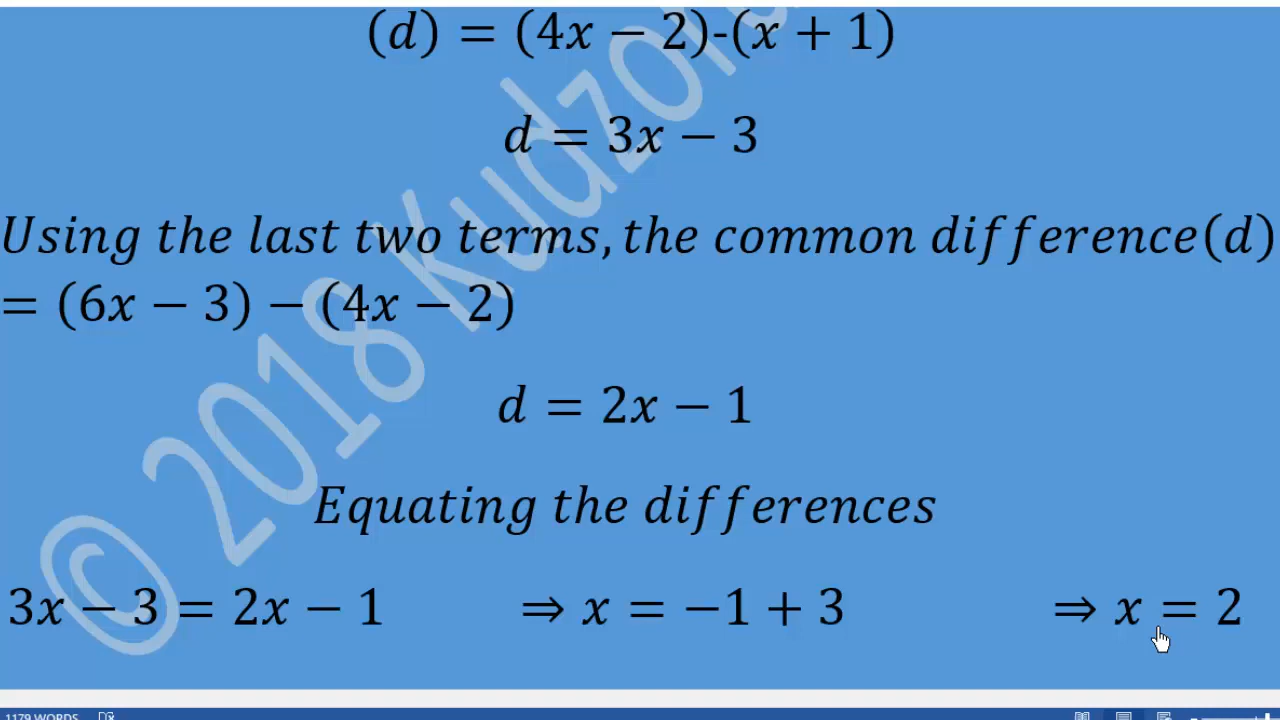 (d) = (4x − 2)-(x + 1)
d = 3x − 3
Using the last two terms, the common difference(d)
= (6x − 3) − (4x − 2)
d = 2x − 1
Equating the differences
3x − 3 = 2x − 1 ⇒ x = −1 + 3 ⇒ x = 2
© 2018 Kudzo
1179 WORDS